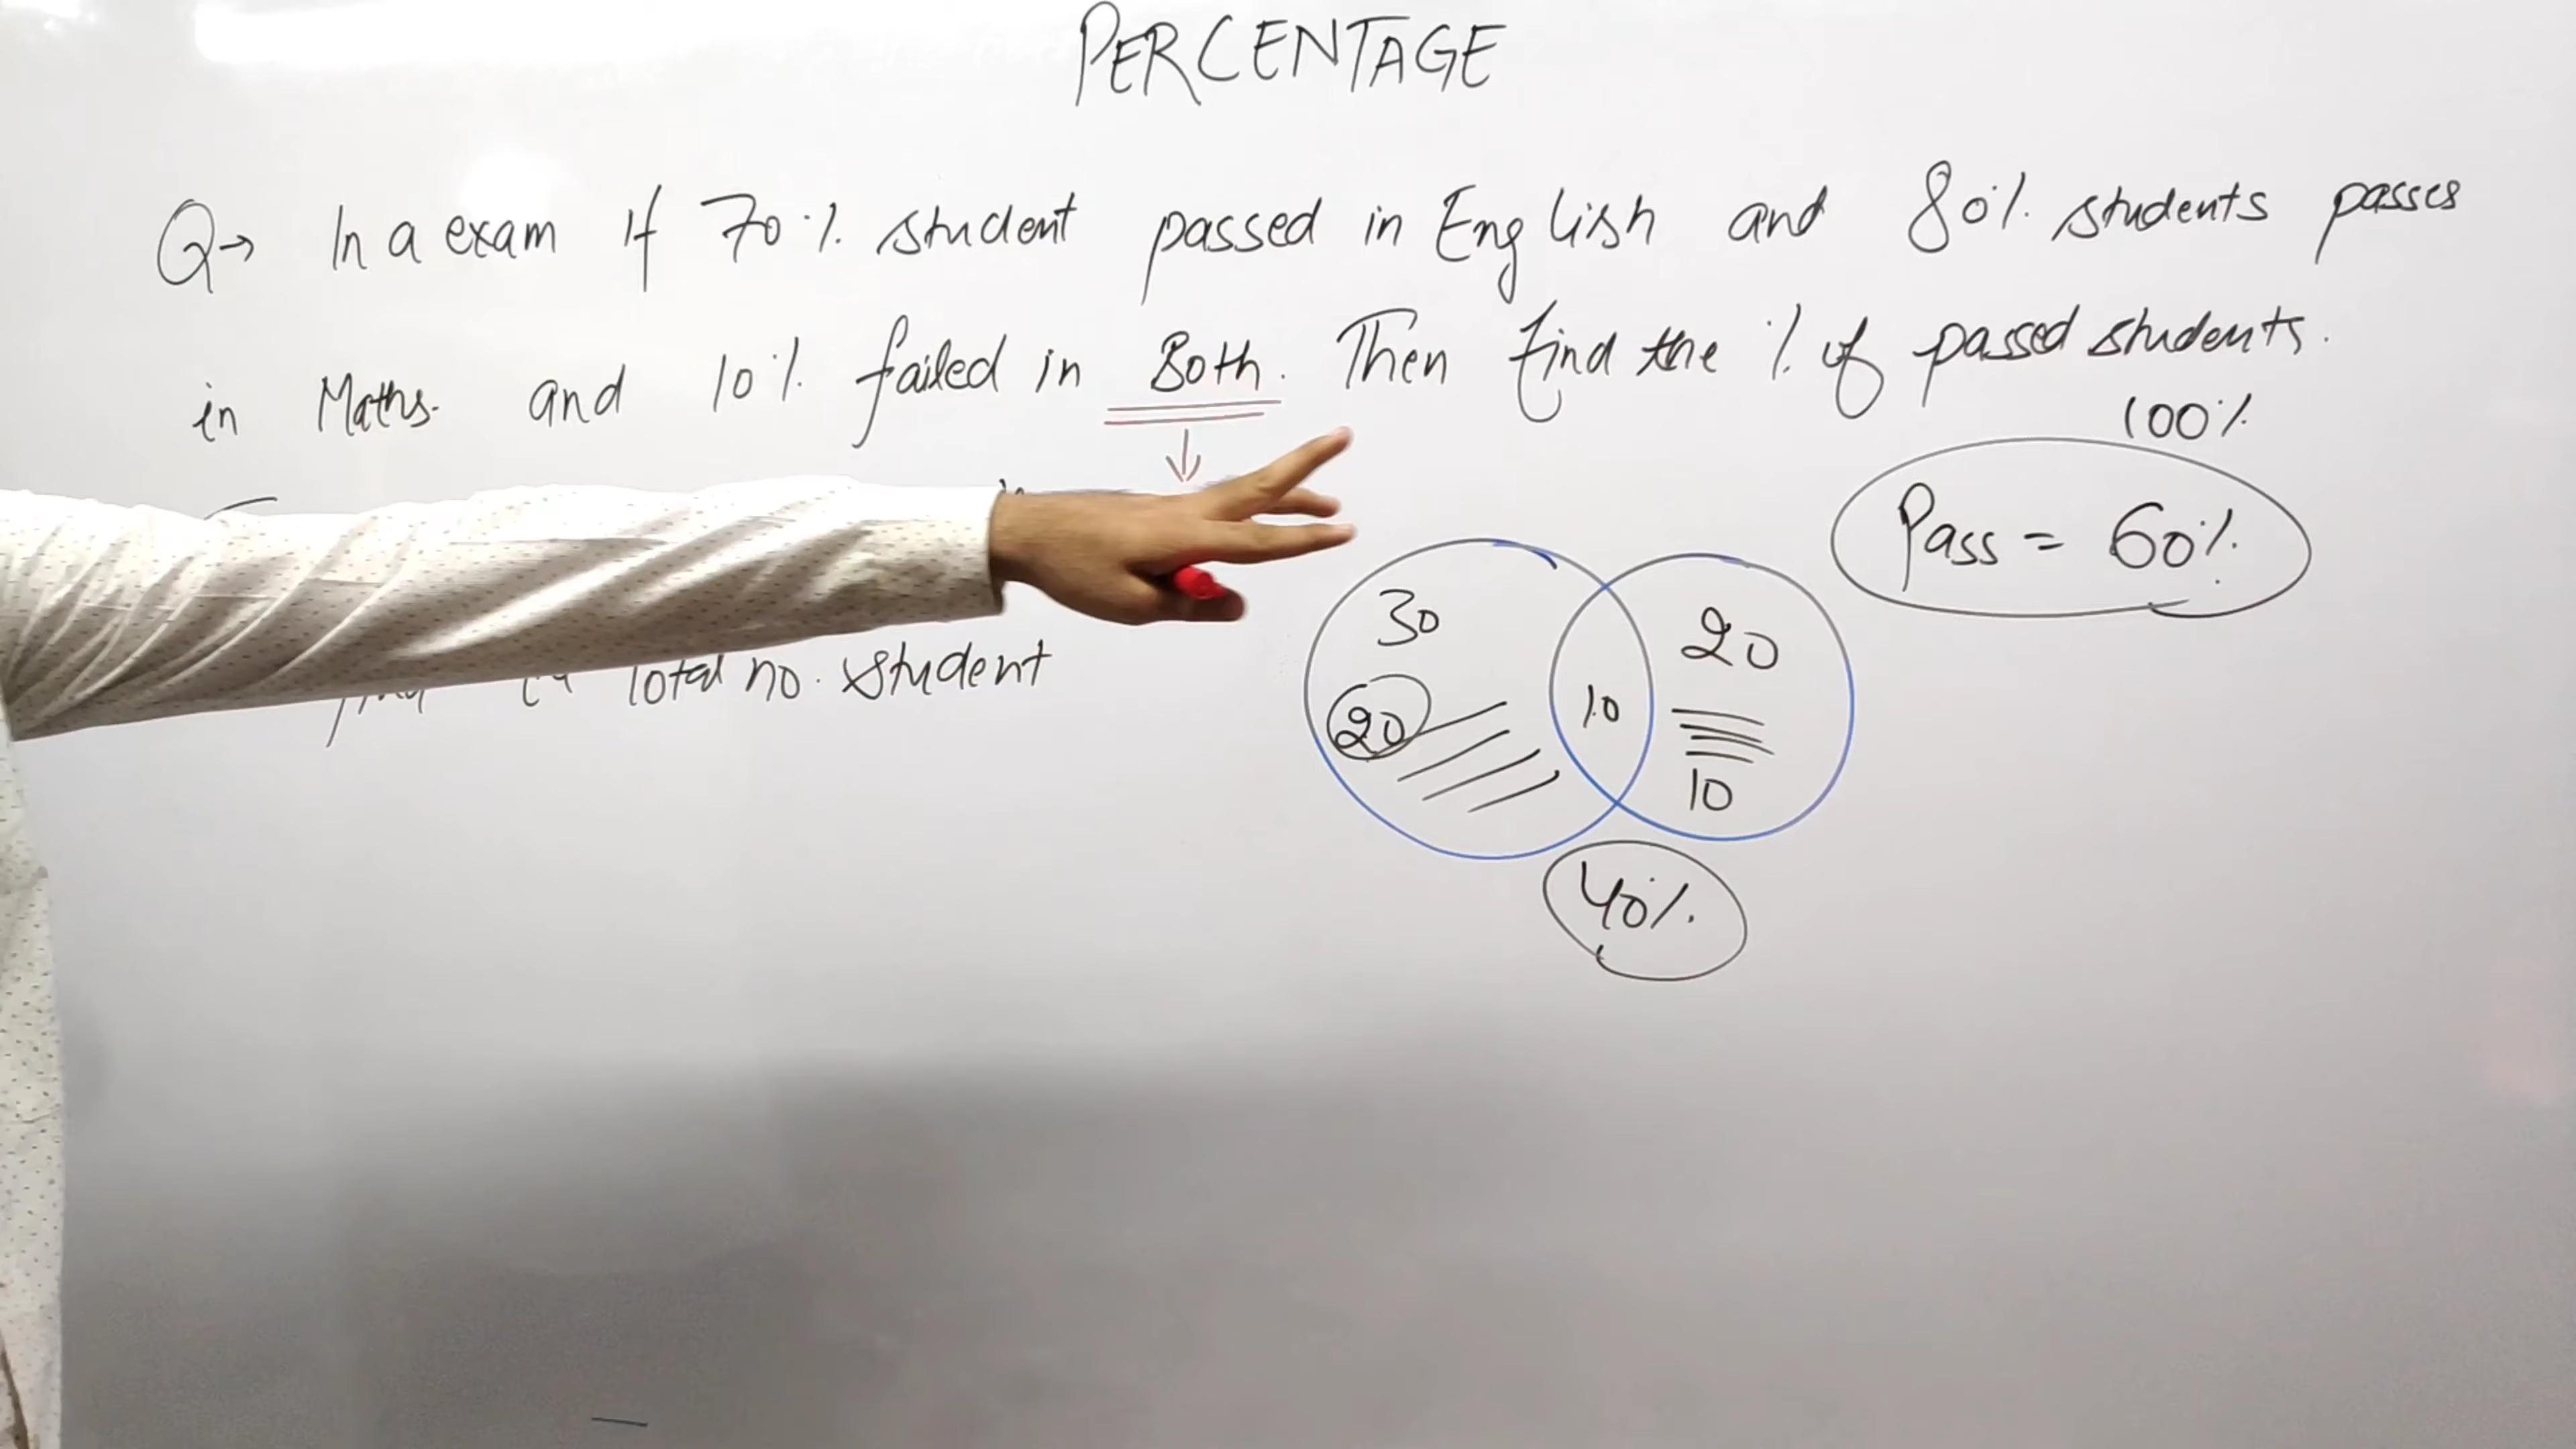 PERCENTAGE
Q→ In a exam if 70% student passed in English and 80% students passes
in Maths. and 10% failed in Both. Then find the % of passed students.
100%
Pass = 60%
30
20
20
10
10
total no. student
40%